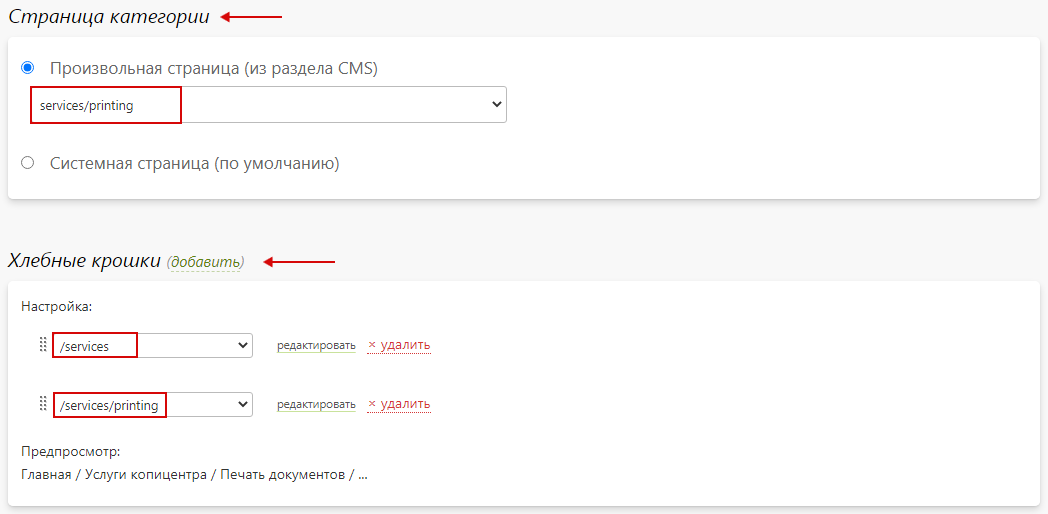 Страница категории
Произвольная страница (из раздела CMS)
services/printing
Системная страница (по умолчанию)
Хлебные крошки (добавить)
Настройка:
/services редактировать × удалить
/services/printing редактировать × удалить
Предпросмотр:
Главная / Услуги копицентра / Печать документов / ...